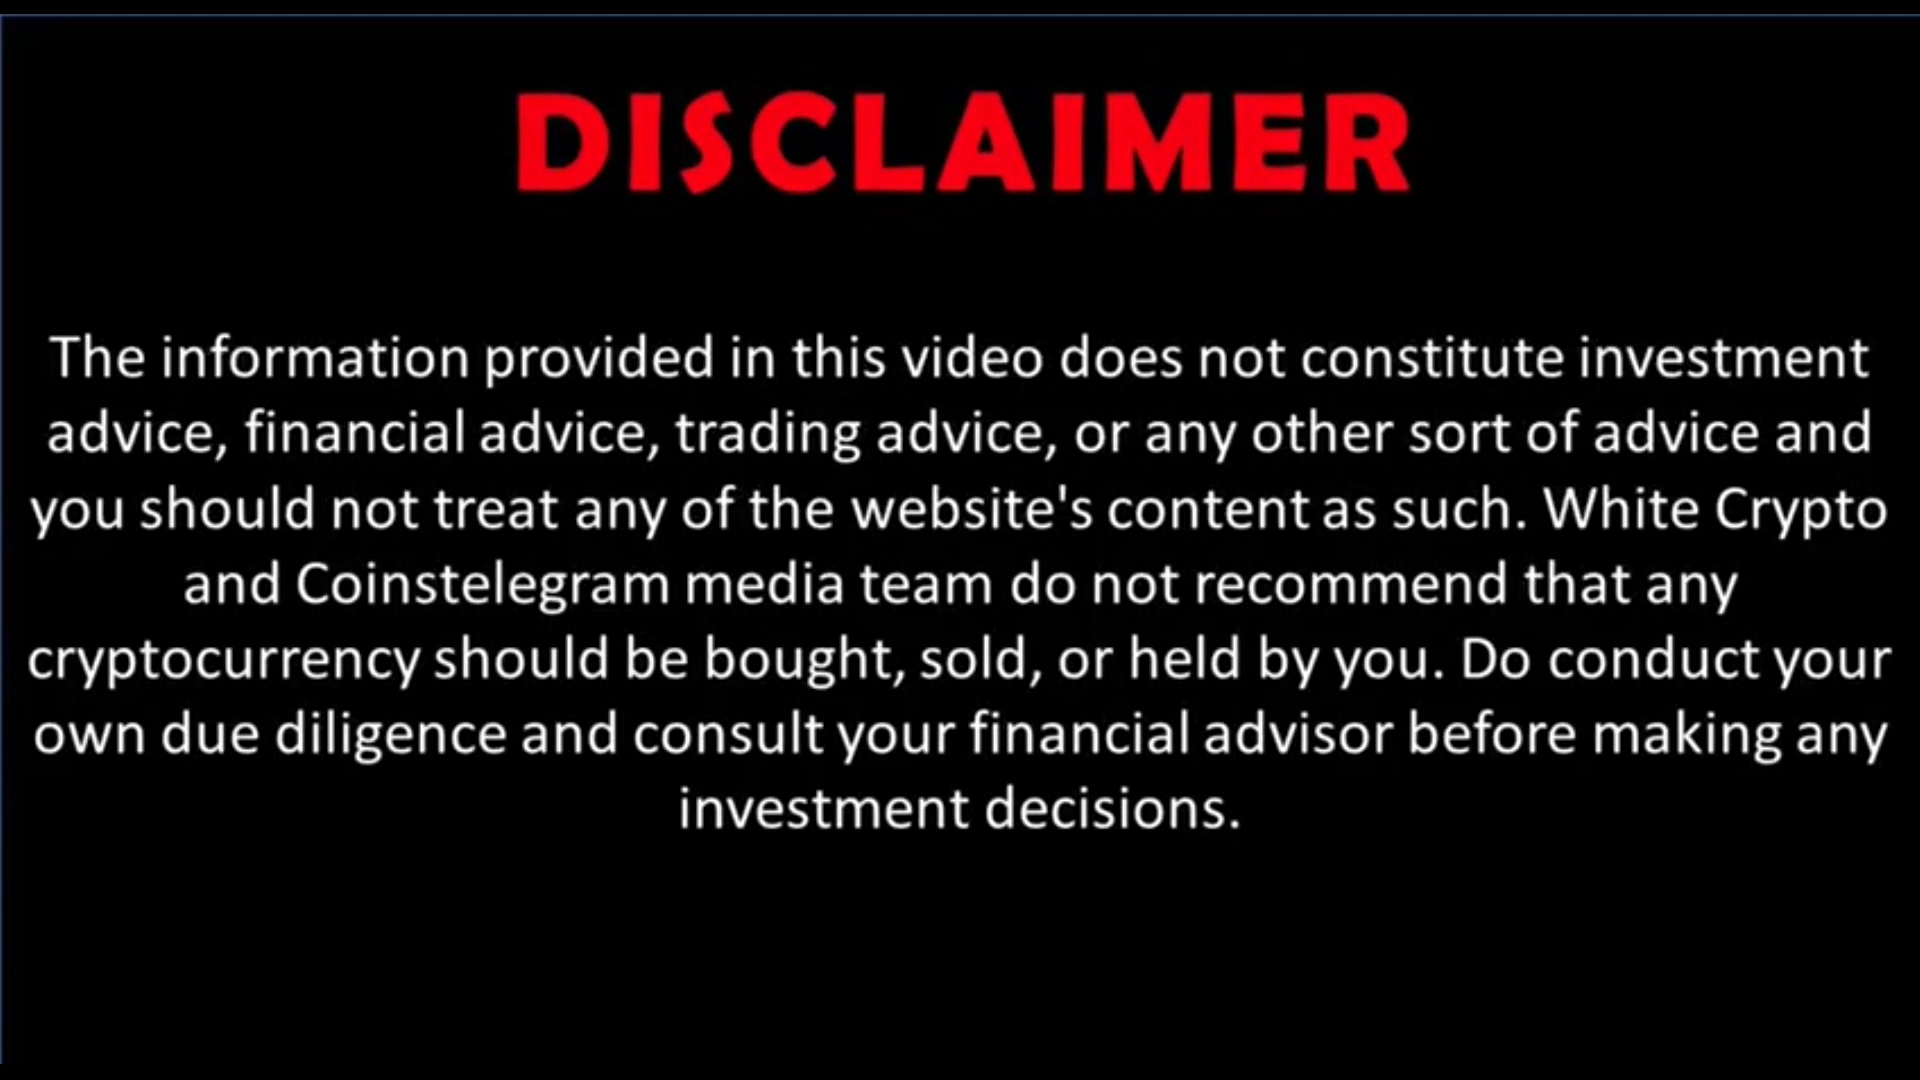 DISCLAIMER
The information provided in this video does not constitute investment
advice, financial advice, trading advice, or any other sort of advice and
you should not treat any of the website's content as such. White Crypto
and Coinstelegram media team do not recommend that any
cryptocurrency should be bought, sold, or held by you. Do conduct your
own due diligence and consult your financial advisor before making any
investment decisions.